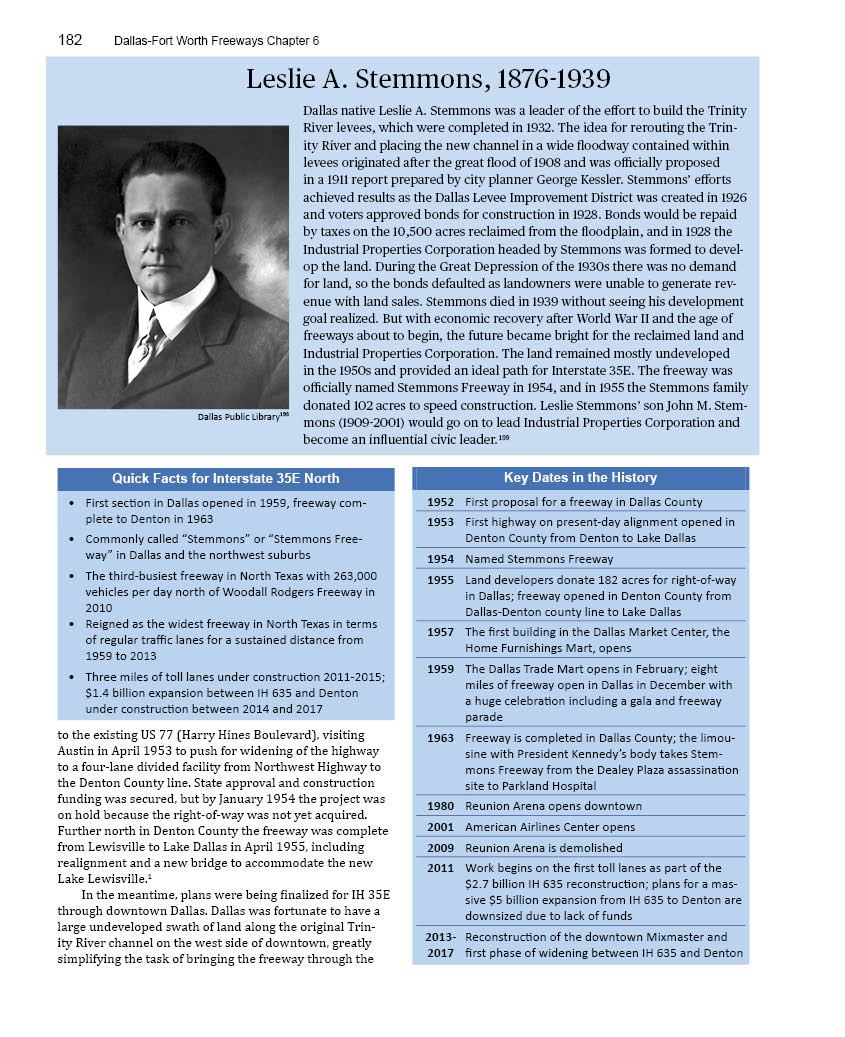 182 Dallas-Fort Worth Freeways Chapter 6
Leslie A. Stemmons, 1876-1939
Dallas native Leslie A. Stemmons was a leader of the effort to build the Trinity
River levees, which were completed in 1932. The idea for rerouting the Trin-
ity River and placing the new channel in a wide floodway contained within
levees originated after the great flood of 1908 and was officially proposed
in a 1911 report prepared by city planner George Kessler. Stemmons' efforts
achieved results as the Dallas Levee Improvement District was created in 1926
and voters approved bonds for construction in 1928. Bonds would be repaid
by taxes on the 10,500 acres reclaimed from the floodplain, and in 1928 the
Industrial Properties Corporation headed by Stemmons was formed to devel-
op the land. During the Great Depression of the 1930s there was no demand
for land, so the bonds defaulted as landowners were unable to generate rev-
enue with land sales. Stemmons died in 1939 without seeing his development
goal realized. But with economic recovery after World War II and the age of
freeways about to begin, the future became bright for the reclaimed land and
Industrial Properties Corporation. The land remained mostly undeveloped
in the 1950s and provided an ideal path for Interstate 35E. The freeway was
officially named Stemmons Freeway in 1954, and in 1955 the Stemmons family
donated 102 acres to speed construction. Leslie Stemmons' son John M. Stem-
mons (1909-2001) would go on to lead Industrial Properties Corporation and
become an influential civic leader.¹⁹⁹
Dallas Public Library¹⁹⁸
Quick Facts for Interstate 35E North
• First section in Dallas opened in 1959, freeway com-
plete to Denton in 1963
• Commonly called “Stemmons” or “Stemmons Free-
way” in Dallas and the northwest suburbs
• The third-busiest freeway in North Texas with 263,000
vehicles per day north of Woodall Rodgers Freeway in
2010
• Reigned as the widest freeway in North Texas in terms
of regular traffic lanes for a sustained distance from
1959 to 2013
• Three miles of toll lanes under construction 2011-2015;
$1.4 billion expansion between IH 635 and Denton
under construction between 2014 and 2017
to the existing US 77 (Harry Hines Boulevard), visiting
Austin in April 1953 to push for widening of the highway
to a four-lane divided facility from Northwest Highway to
the Denton County line. State approval and construction
funding was secured, but by January 1954 the project was
on hold because the right-of-way was not yet acquired.
Further north in Denton County the freeway was complete
from Lewisville to Lake Dallas in April 1955, including
realignment and a new bridge to accommodate the new
Lake Lewisville.¹
In the meantime, plans were being finalized for IH 35E
through downtown Dallas. Dallas was fortunate to have a
large undeveloped swath of land along the original Trin-
ity River channel on the west side of downtown, greatly
simplifying the task of bringing the freeway through the
Key Dates in the History
1952 First proposal for a freeway in Dallas County
1953 First highway on present-day alignment opened in
Denton County from Denton to Lake Dallas
1954 Named Stemmons Freeway
1955 Land developers donate 182 acres for right-of-way
in Dallas; freeway opened in Denton County from
Dallas-Denton county line to Lake Dallas
1957 The first building in the Dallas Market Center, the
Home Furnishings Mart, opens
1959 The Dallas Trade Mart opens in February; eight
miles of freeway open in Dallas in December with
a huge celebration including a gala and freeway
parade
1963 Freeway is completed in Dallas County; the limou-
sine with President Kennedy's body takes Stem-
mons Freeway from the Dealey Plaza assassination
site to Parkland Hospital
1980 Reunion Arena opens downtown
2001 American Airlines Center opens
2009 Reunion Arena is demolished
2011 Work begins on the first toll lanes as part of the
$2.7 billion IH 635 reconstruction; plans for a mas-
sive $5 billion expansion from IH 635 to Denton are
downsized due to lack of funds
2013- Reconstruction of the downtown Mixmaster and
2017 first phase of widening between IH 635 and Denton